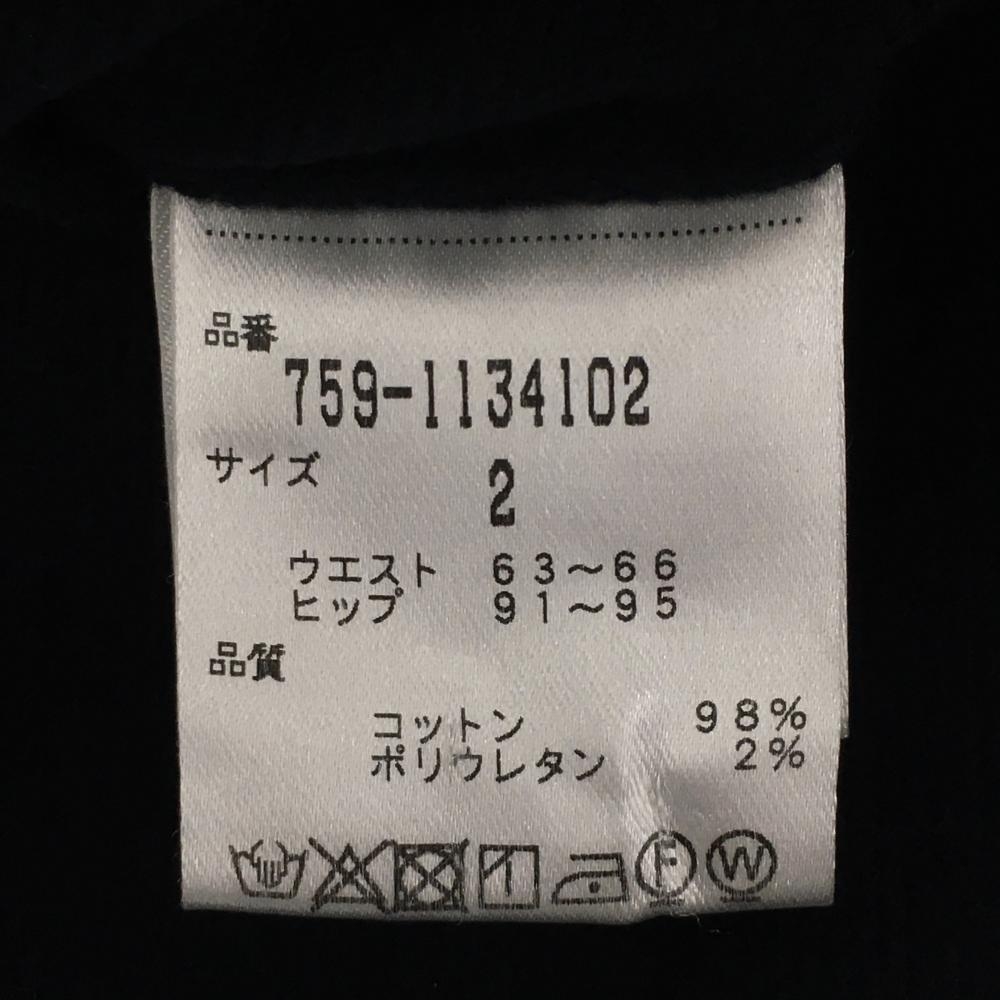 品番
759-1134102
サイズ
2
ウエスト 63～66
ヒップ 91～95
品質
コットン 98%
ポリウレタン 2%
F W